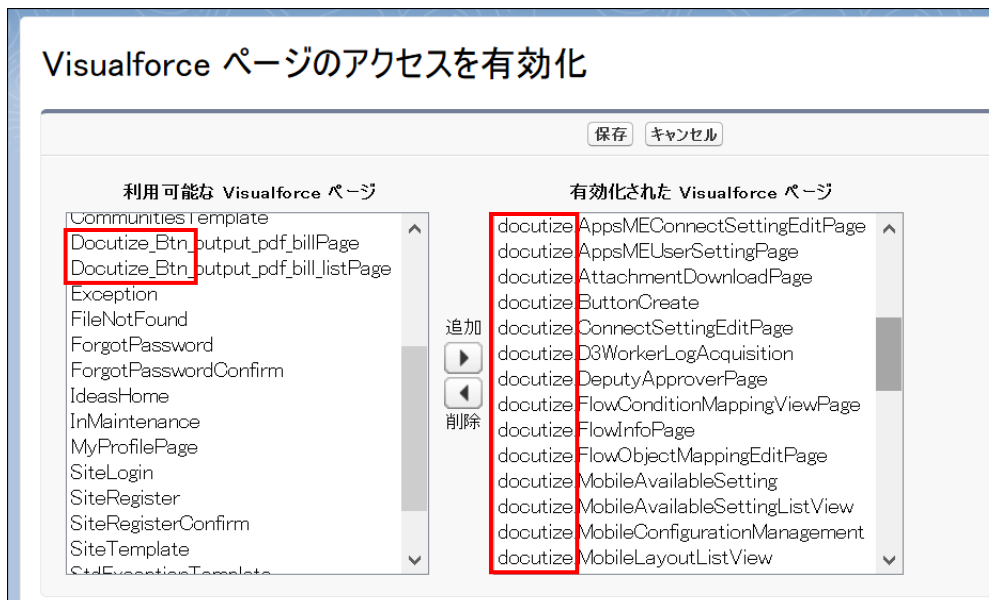 Visualforce ページのアクセスを有効化
保存 キャンセル
利用可能な Visualforce ページ
CommunitiesTemplate
Docutize_Btn_output_pdf_billPage
Docutize_Btn_output_pdf_bill_listPage
Exception
FileNotFound
ForgotPassword
ForgotPasswordConfirm
IdeasHome
InMaintenance
MyProfilePage
SiteLogin
SiteRegister
SiteRegisterConfirm
SiteTemplate
StdExceptionTemplate
追加
削除
有効化された Visualforce ページ
docutize.AppsMEConnectSettingEditPage
docutize.AppsMEUserSettingPage
docutize.AttachmentDownloadPage
docutize.ButtonCreate
docutize.ConnectSettingEditPage
docutize.D3WorkerLogAcquisition
docutize.DeputyApproverPage
docutize.FlowConditionMappingViewPage
docutize.FlowInfoPage
docutize.FlowObjectMappingEditPage
docutize.MobileAvailableSetting
docutize.MobileAvailableSettingListView
docutize.MobileConfigurationManagement
docutize.MobileLayoutListView